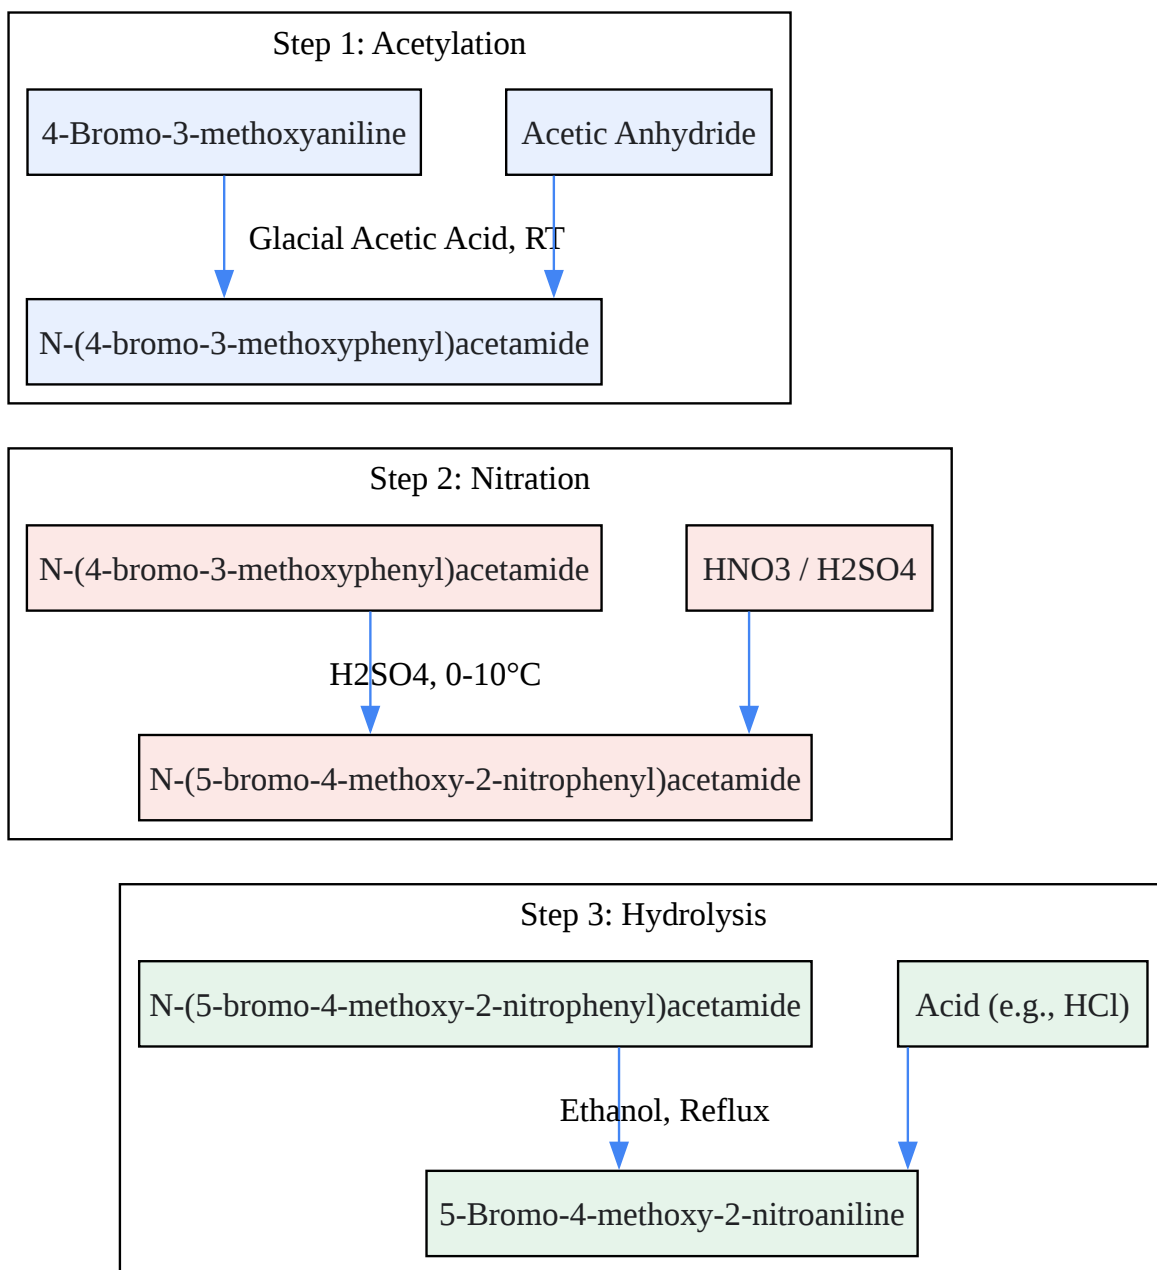 Step 1: Acetylation
4-Bromo-3-methoxyaniline
Acetic Anhydride
Glacial Acetic Acid, RT
N-(4-bromo-3-methoxyphenyl)acetamide
Step 2: Nitration
N-(4-bromo-3-methoxyphenyl)acetamide
HNO3 / H2SO4
H2SO4, 0-10°C
N-(5-bromo-4-methoxy-2-nitrophenyl)acetamide
Step 3: Hydrolysis
N-(5-bromo-4-methoxy-2-nitrophenyl)acetamide
Acid (e.g., HCl)
Ethanol, Reflux
5-Bromo-4-methoxy-2-nitroaniline